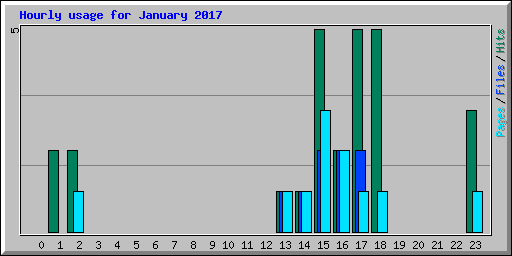 Hourly usage for January 2017
5
Pages/Files/Hits
0 1 2 3 4 5 6 7 8 9 10 11 12 13 14 15 16 17 18 19 20 21 22 23